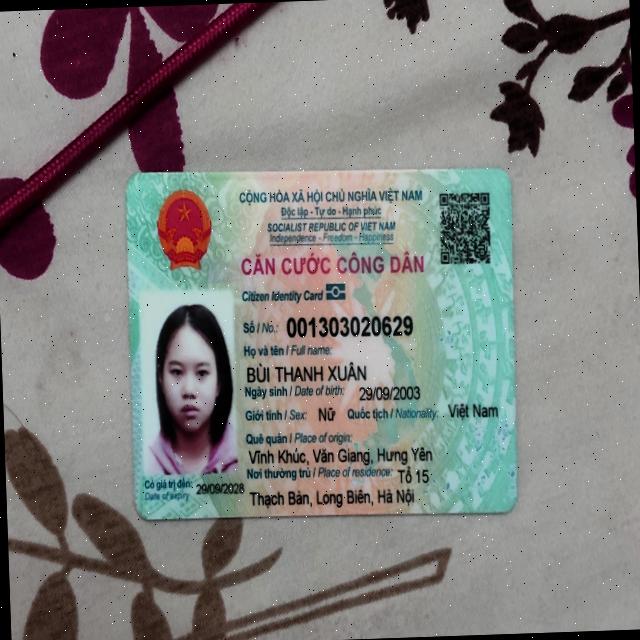 CỘNG HÒA XÃ HỘI CHỦ NGHĨA VIỆT NAM
Độc lập - Tự do - Hạnh phúc
SOCIALIST REPUBLIC OF VIET NAM
Independence - Freedom - Happiness
CĂN CƯỚC CÔNG DÂN
Citizen Identity Card
Số / No.: 001303020629
Họ và tên / Full name:
BÙI THANH XUÂN
Ngày sinh / Date of birth: 29/09/2003
Giới tính / Sex: Nữ Quốc tịch / Nationality: Việt Nam
Quê quán / Place of origin:
Vĩnh Khúc, Văn Giang, Hưng Yên
Nơi thường trú / Place of residence: Tổ 15
Thạch Bàn, Long Biên, Hà Nội
Có giá trị đến: 29/09/2028
Date of expiry